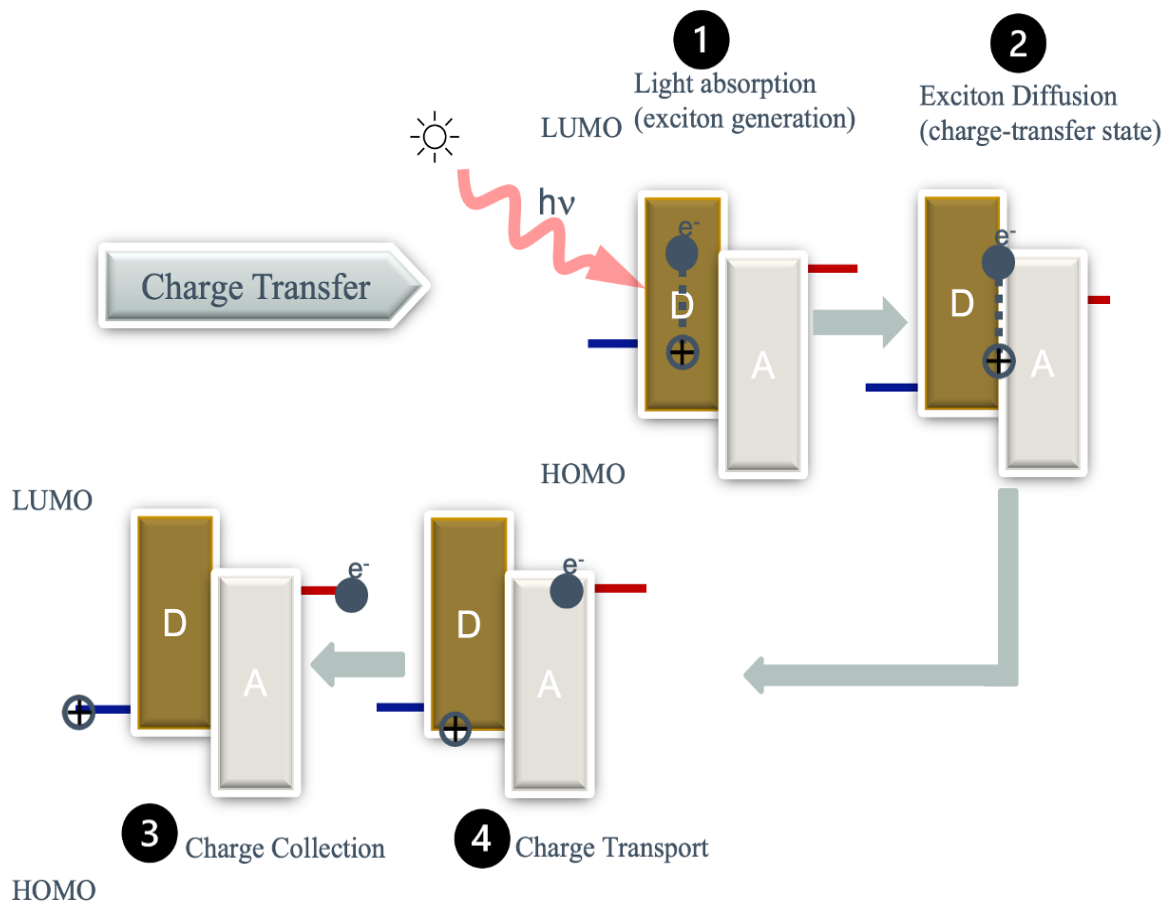 1
Light absorption
(exciton generation)
2
Exciton Diffusion
(charge-transfer state)
LUMO
hν
Charge Transfer
e-
D
A
e-
D
A
HOMO
LUMO
e-
D
A
e-
D
A
3
Charge Collection
4
Charge Transport
HOMO